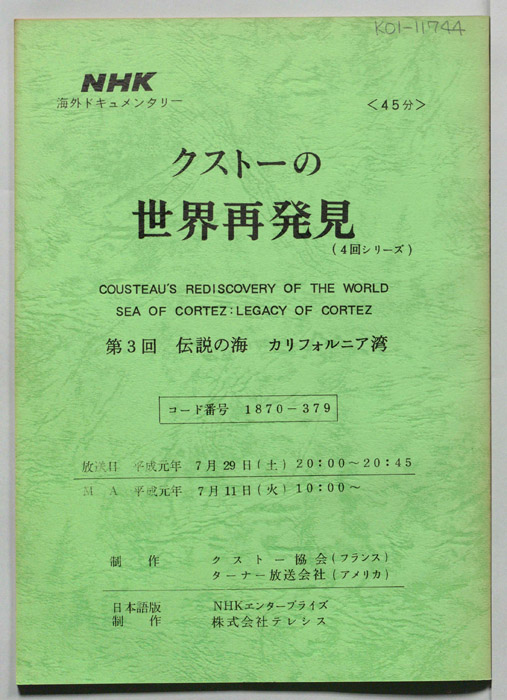 K01-11744
NHK
海外ドキュメンタリー
＜45分＞
クストーの
世界再発見
(4回シリーズ)
COUSTEAU'S REDISCOVERY OF THE WORLD
SEA OF CORTEZ:LEGACY OF CORTEZ
第3回 伝説の海 カリフォルニア湾
コード番号 1870-379
放送日 平成元年 7月29日(土) 20:00～20:45
M A 平成元年 7月11日(火) 10:00～
制作 クストー協会(フランス)
ターナー放送会社(アメリカ)
日本語版 NHKエンタープライズ
制作 株式会社テレシス